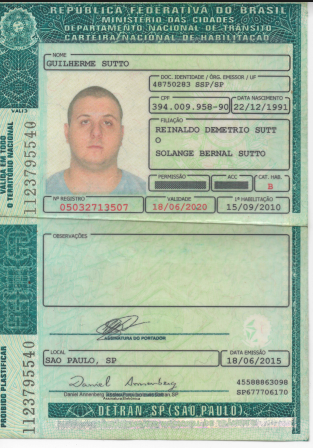 REPÚBLICA FEDERATIVA DO BRASIL
MINISTÉRIO DAS CIDADES
DEPARTAMENTO NACIONAL DE TRÂNSITO
CARTEIRA NACIONAL DE HABILITAÇÃO
NOME
GUILHERME SUTTO
DOC. IDENTIDADE / ÓRG. EMISSOR / UF
48750283 SSP/SP
CPF
DATA NASCIMENTO
394.009.958-90
22/12/1991
FILIAÇÃO
REINALDO DEMETRIO SUTT
O
SOLANGE BERNAL SUTTO
PERMISSÃO
ACC
CAT. HAB.
B
Nº REGISTRO
VALIDADE
1ª HABILITAÇÃO
05032713507
18/06/2020
15/09/2010
VÁLIDA EM TODO
O TERRITÓRIO NACIONAL
1123795540
OBSERVAÇÕES
ASSINATURA DO PORTADOR
LOCAL
DATA EMISSÃO
SAO PAULO, SP
18/06/2015
Daniel Annenberg
45588863098
SP677706170
PROIBIDO PLASTIFICAR
1123795540
DETRAN-SP (SÃO PAULO)